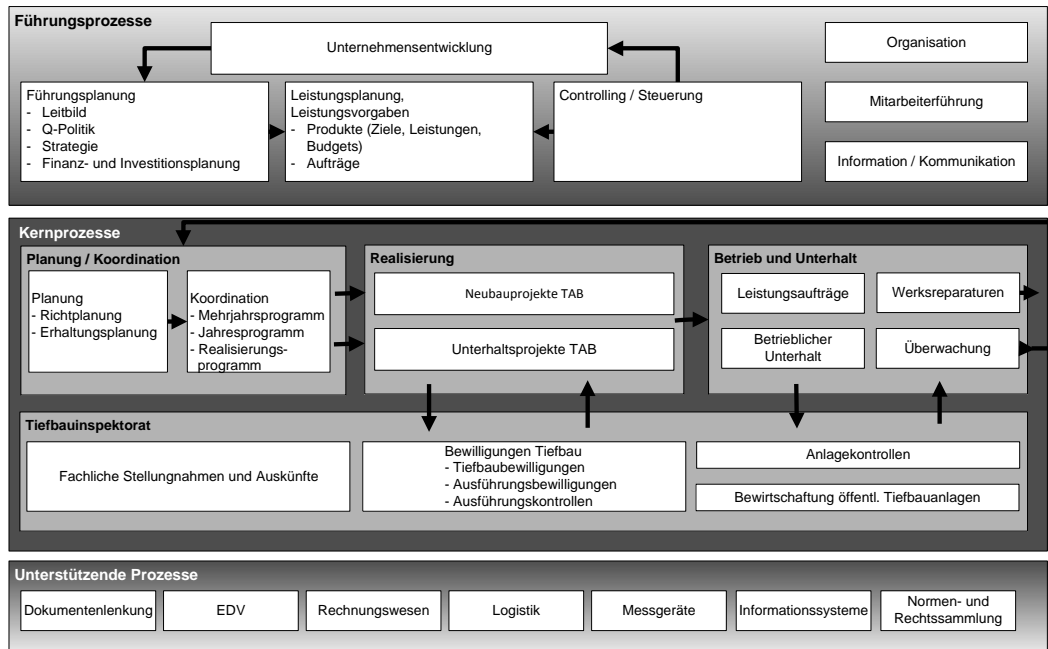 Führungsprozesse
Unternehmensentwicklung
Organisation
Führungsplanung
- Leitbild
- Q-Politik
- Strategie
- Finanz- und Investitionsplanung
Leistungsplanung,
Leistungsvorgaben
- Produkte (Ziele, Leistungen,
Budgets)
- Aufträge
Controlling / Steuerung
Mitarbeiterführung
Information / Kommunikation
Kernprozesse
Planung / Koordination
Planung
- Richtplanung
- Erhaltungsplanung
Koordination
- Mehrjahrsprogramm
- Jahresprogramm
- Realisierungs-
programm
Realisierung
Neubauprojekte TAB
Unterhaltsprojekte TAB
Betrieb und Unterhalt
Leistungsaufträge
Werksreparaturen
Betrieblicher
Unterhalt
Überwachung
Tiefbauinspektorat
Fachliche Stellungnahmen und Auskünfte
Bewilligungen Tiefbau
- Tiefbaubewilligungen
- Ausführungsbewilligungen
- Ausführungskontrollen
Anlagekontrollen
Bewirtschaftung öffentl. Tiefbauanlagen
Unterstützende Prozesse
Dokumentenlenkung
EDV
Rechnungswesen
Logistik
Messgeräte
Informationssysteme
Normen- und
Rechtssammlung